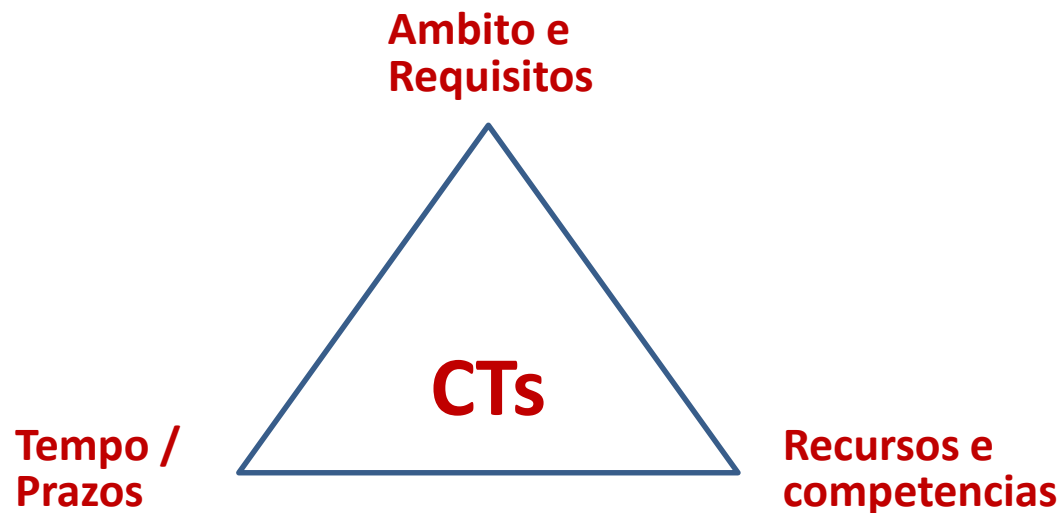 Ambito e
Requisitos
CTs
Tempo /
Prazos
Recursos e
competencias